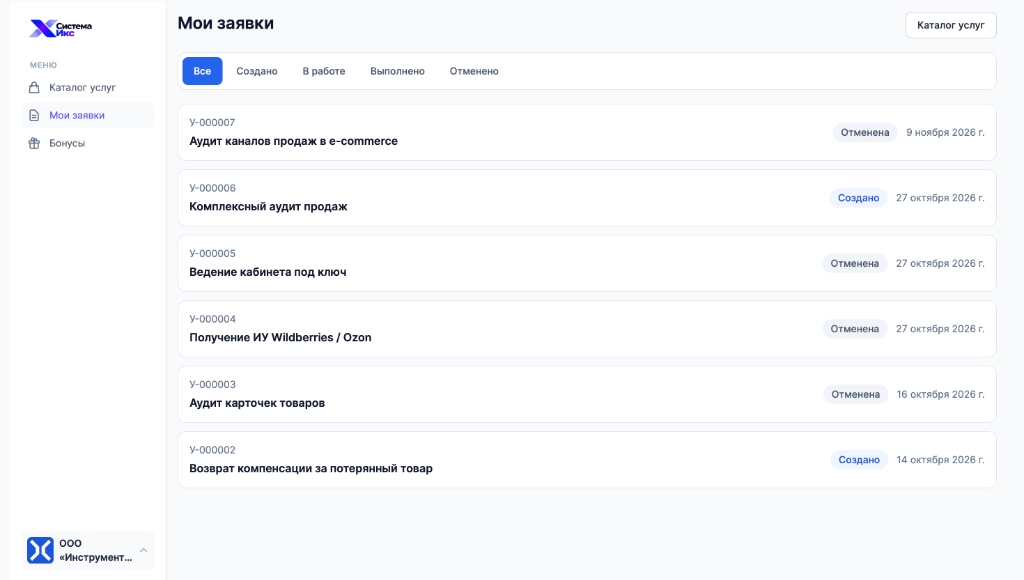 Система
Икс
Мои заявки
Каталог услуг
МЕНЮ
Каталог услуг
Мои заявки
Бонусы
Все
Создано
В работе
Выполнено
Отменено
У-000007
Аудит каналов продаж в e-commerce
Отменена
9 ноября 2026 г.
У-000006
Комплексный аудит продаж
Создано
27 октября 2026 г.
У-000005
Ведение кабинета под ключ
Отменена
27 октября 2026 г.
У-000004
Получение ИУ Wildberries / Ozon
Отменена
27 октября 2026 г.
У-000003
Аудит карточек товаров
Отменена
16 октября 2026 г.
У-000002
Возврат компенсации за потерянный товар
Создано
14 октября 2026 г.
ООО
«Инструмент...